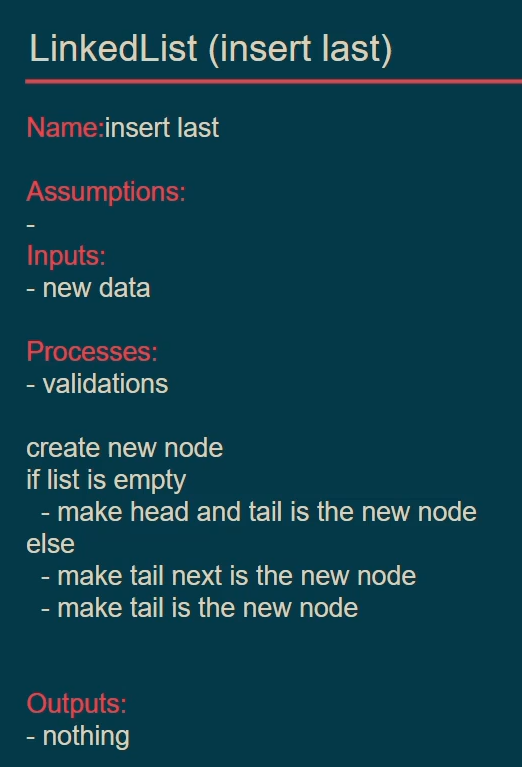 LinkedList (insert last)
Name:insert last
Assumptions:
-
Inputs:
- new data
Processes:
- validations
create new node
if list is empty
- make head and tail is the new node
else
- make tail next is the new node
- make tail is the new node
Outputs:
- nothing